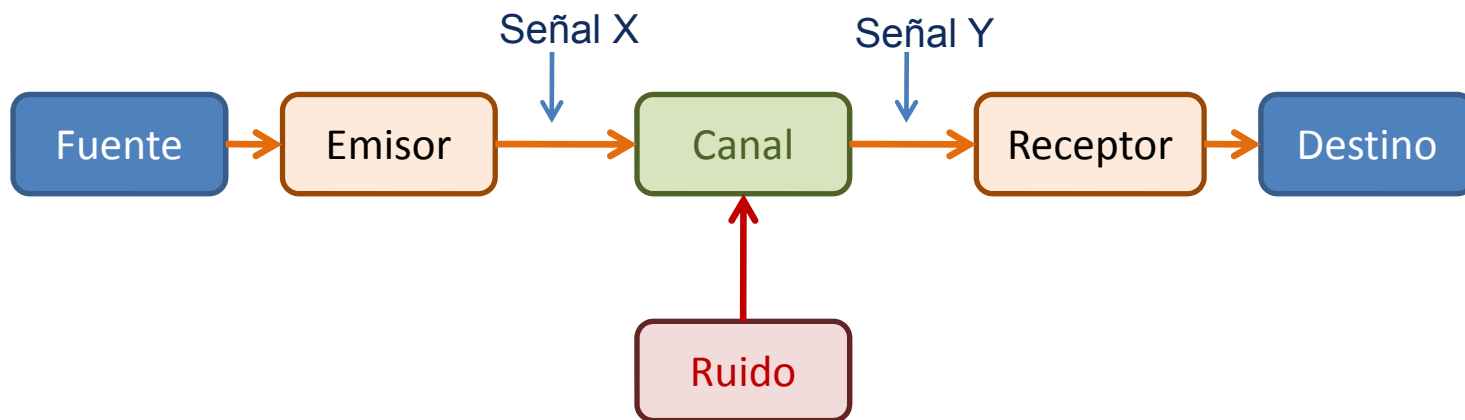 Señal X
Señal Y
Fuente
Emisor
Canal
Receptor
Destino
Ruido